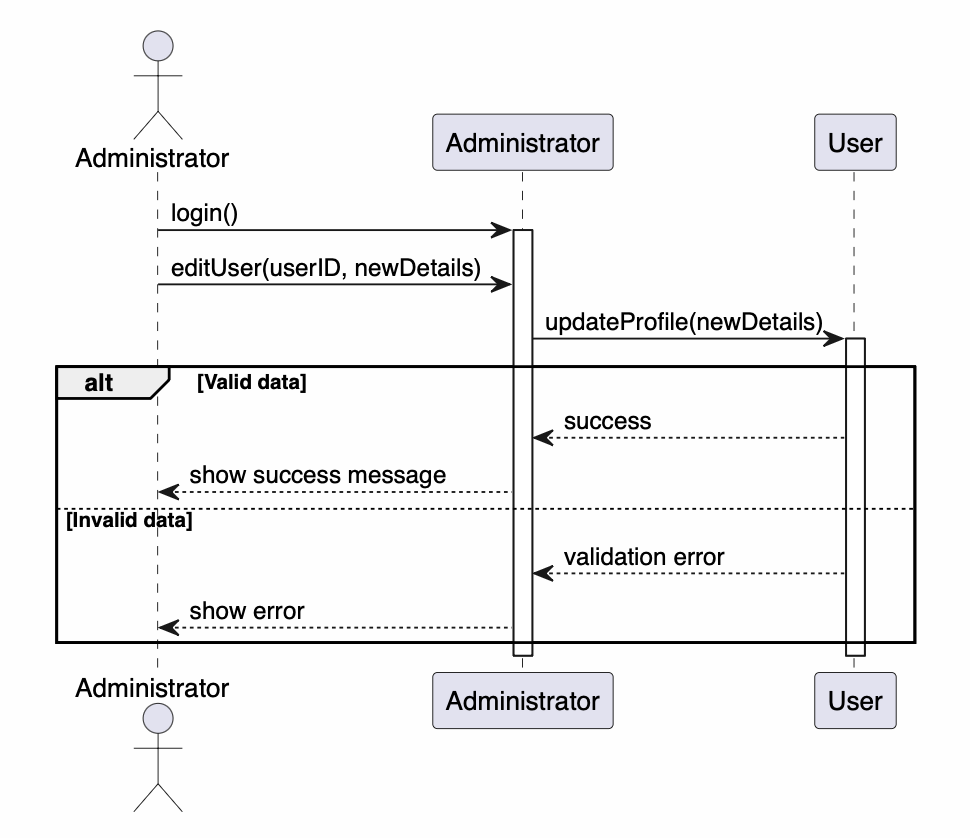 Administrator
Administrator
User
login()
editUser(userID, newDetails)
updateProfile(newDetails)
alt
[Valid data]
success
show success message
[Invalid data]
validation error
show error
Administrator
Administrator
User